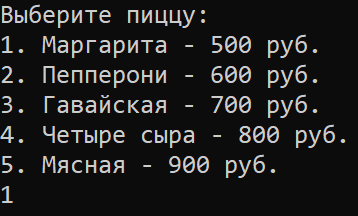 Выберите пиццу:
1. Маргарита - 500 руб.
2. Пепперони - 600 руб.
3. Гавайская - 700 руб.
4. Четыре сыра - 800 руб.
5. Мясная - 900 руб.
1